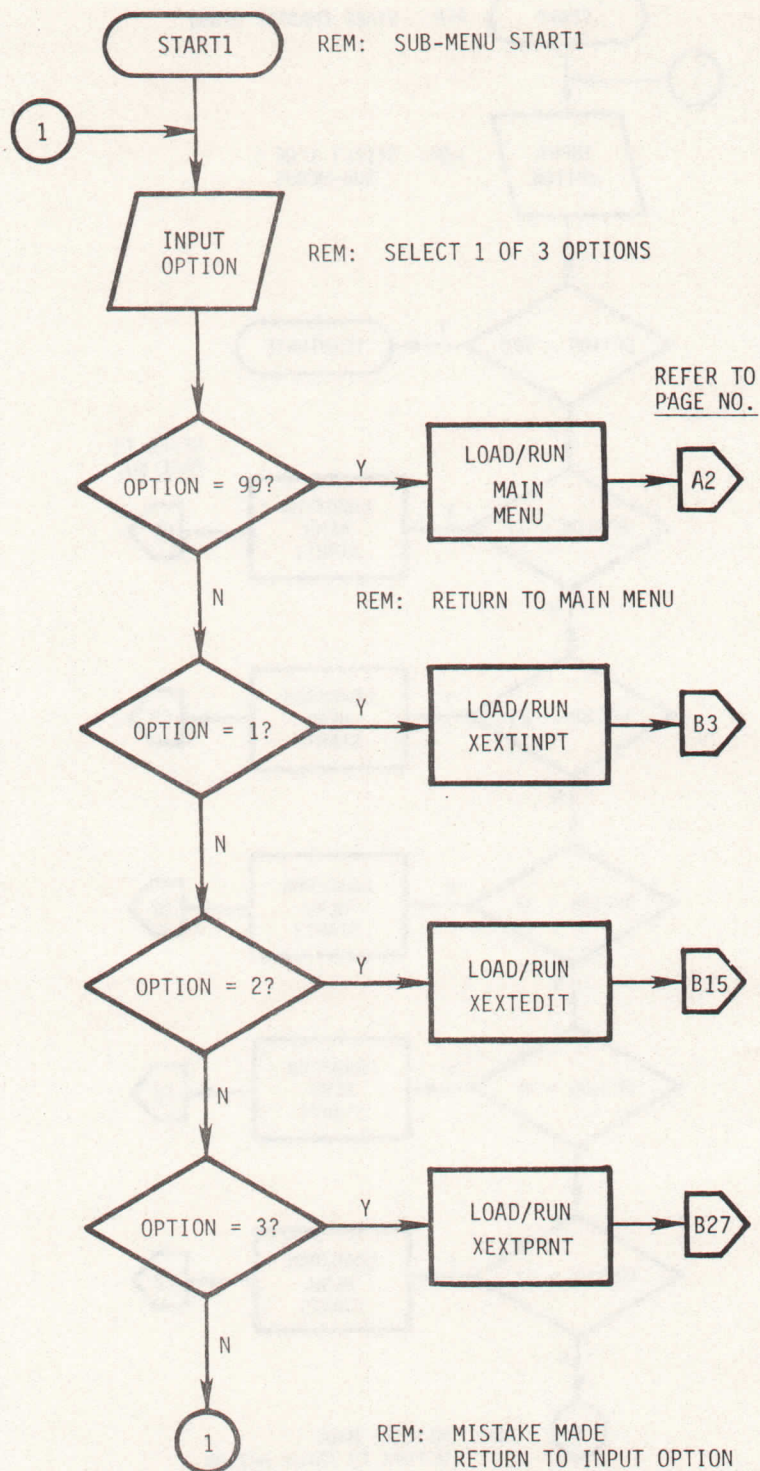 START1
REM: SUB-MENU START1
1
INPUT
OPTION
REM: SELECT 1 OF 3 OPTIONS
REFER TO
PAGE NO.
OPTION = 99?
Y
LOAD/RUN
MAIN
MENU
A2
N
REM: RETURN TO MAIN MENU
OPTION = 1?
Y
LOAD/RUN
XEXTINPT
B3
N
OPTION = 2?
Y
LOAD/RUN
XEXTEDIT
B15
N
OPTION = 3?
Y
LOAD/RUN
XEXTPRNT
B27
N
1
REM: MISTAKE MADE
RETURN TO INPUT OPTION